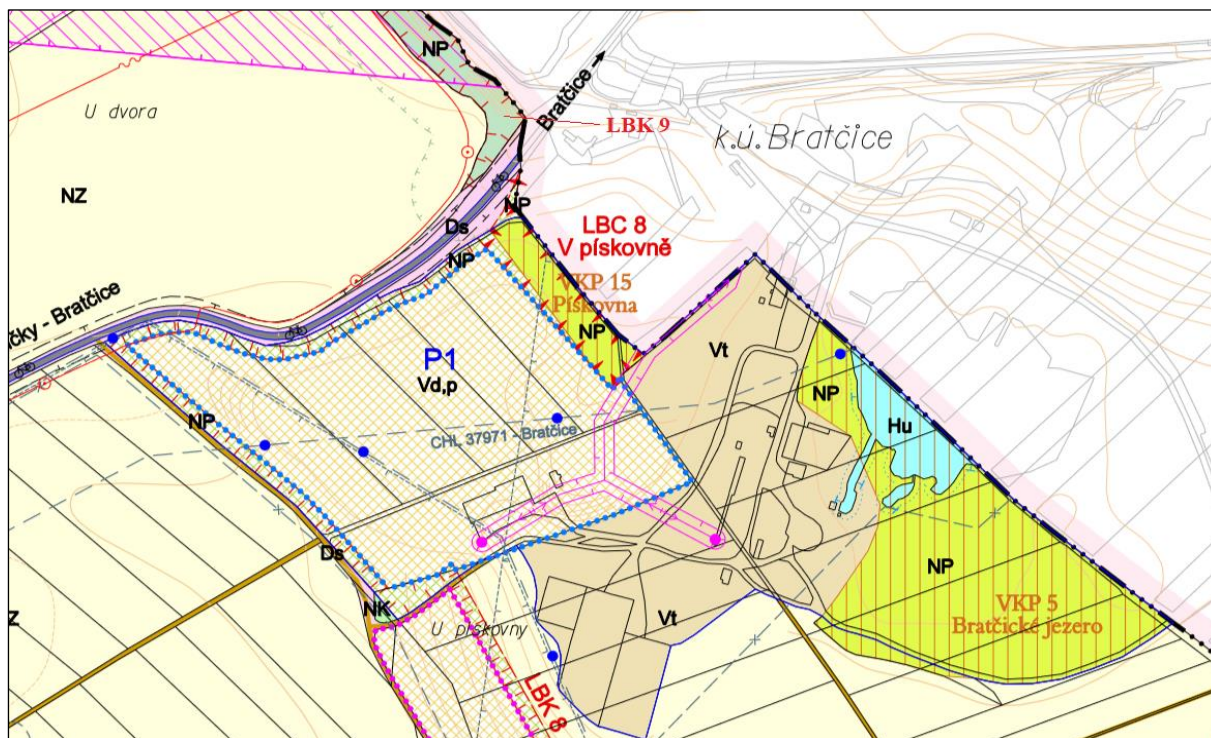 NP
U dvora
Bratčice
LBK 9
k.ú. Bratčice
NZ
NP
Ds
LBC 8
V pískovně
NP
VKP 15
Pískovna
čky - Bratčice
NP
P1
Vd,p
Vt
NP
Hu
NP
CHL 37971 - Bratčice
Ds
NP
NK
U pískovny
Vt
VKP 5
Bratčické jezero
Z
LBK 8